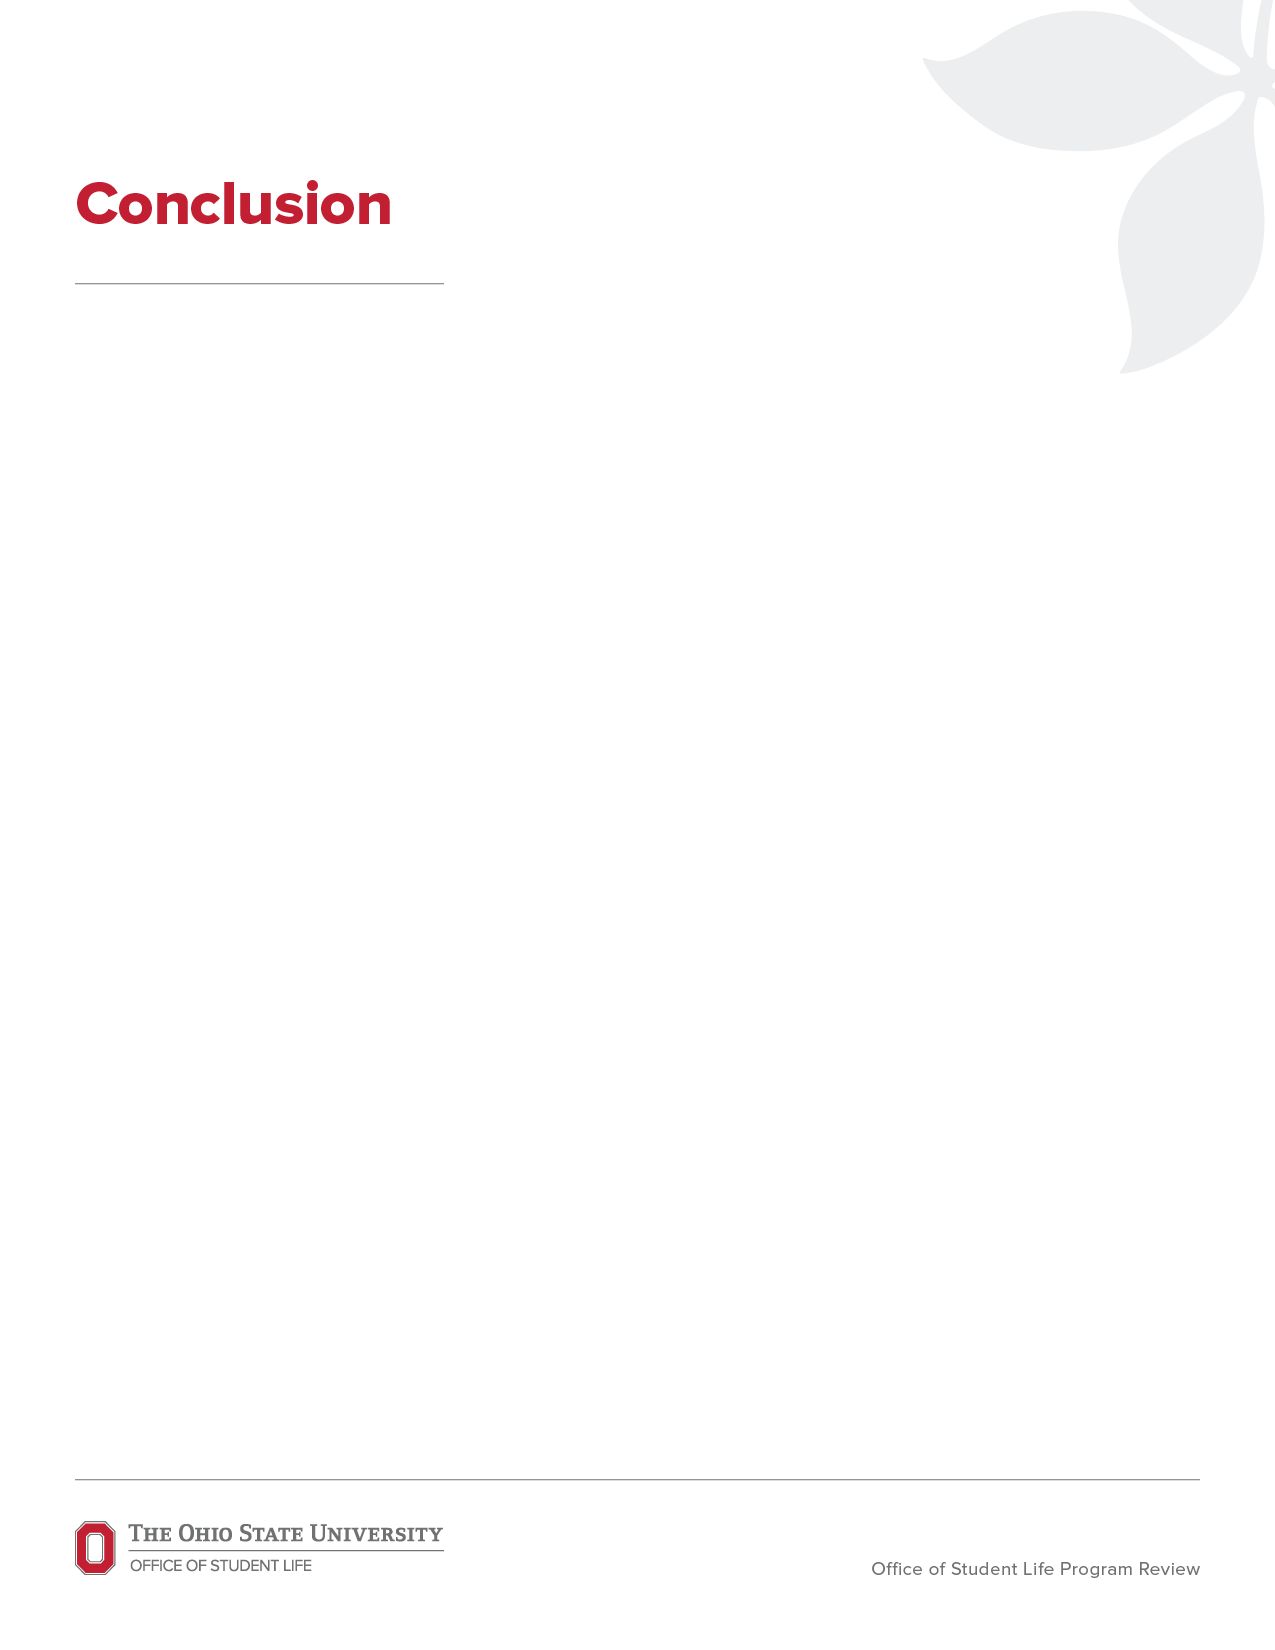 Conclusion
THE OHIO STATE UNIVERSITY
OFFICE OF STUDENT LIFE
Office of Student Life Program Review